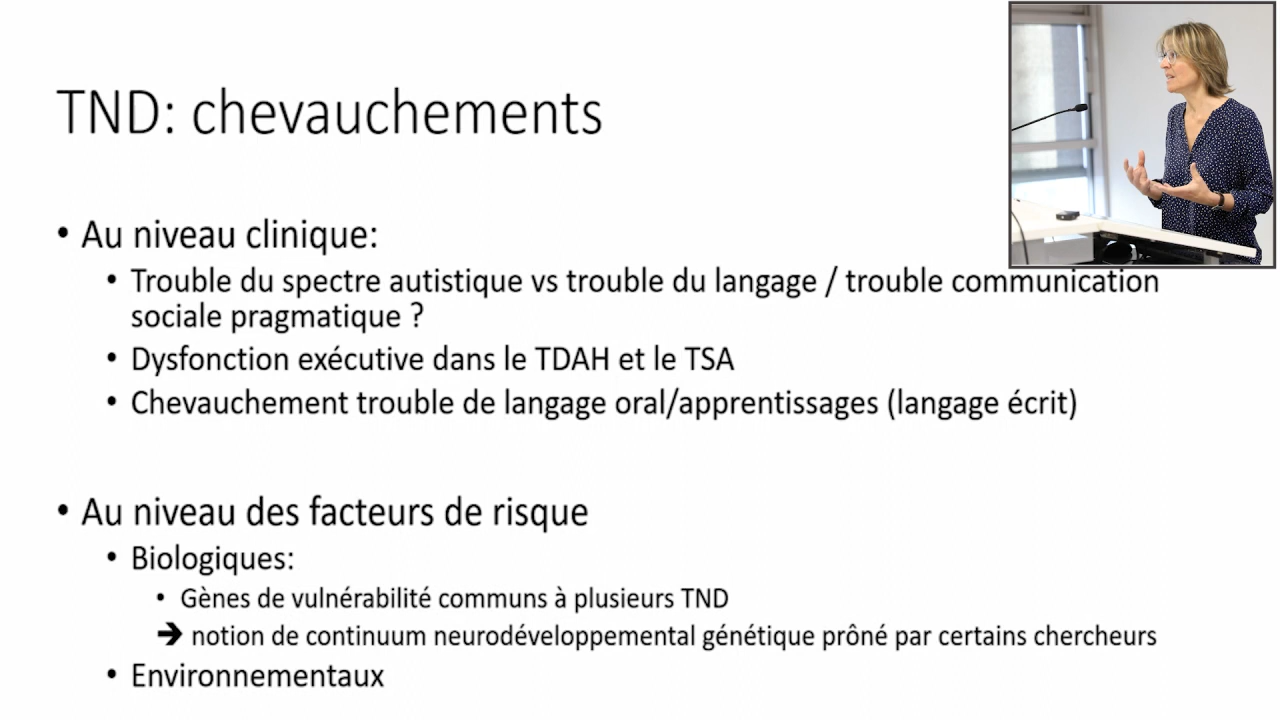 TND: chevauchements
• Au niveau clinique:
• Trouble du spectre autistique vs trouble du langage / trouble communication
sociale pragmatique ?
• Dysfonction exécutive dans le TDAH et le TSA
• Chevauchement trouble de langage oral/apprentissages (langage écrit)
• Au niveau des facteurs de risque
• Biologiques:
• Gènes de vulnérabilité communs à plusieurs TND
➔ notion de continuum neurodéveloppemental génétique prôné par certains chercheurs
• Environnementaux